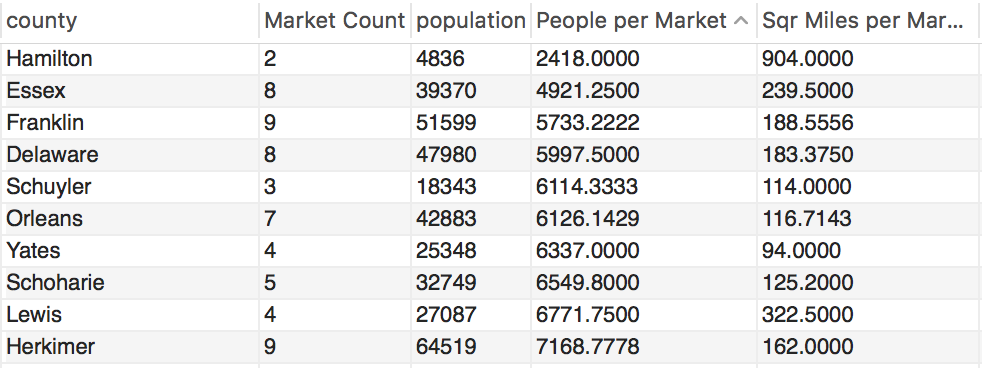 county Market Count population People per Market Sqr Miles per Mar...
Hamilton 2 4836 2418.0000 904.0000
Essex 8 39370 4921.2500 239.5000
Franklin 9 51599 5733.2222 188.5556
Delaware 8 47980 5997.5000 183.3750
Schuyler 3 18343 6114.3333 114.0000
Orleans 7 42883 6126.1429 116.7143
Yates 4 25348 6337.0000 94.0000
Schoharie 5 32749 6549.8000 125.2000
Lewis 4 27087 6771.7500 322.5000
Herkimer 9 64519 7168.7778 162.0000